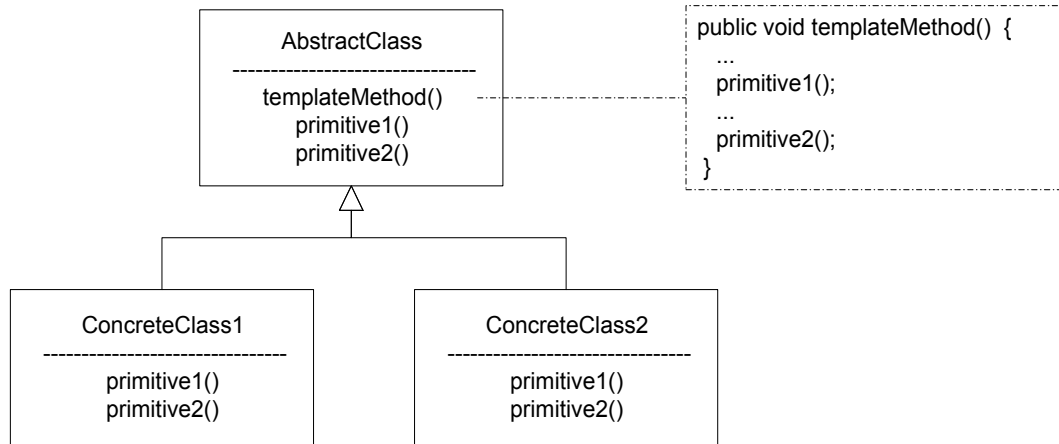 AbstractClass
--------------------------------
templateMethod()
primitive1()
primitive2()
public void templateMethod() {
...
primitive1();
...
primitive2();
}
ConcreteClass1
--------------------------------
primitive1()
primitive2()
ConcreteClass2
--------------------------------
primitive1()
primitive2()